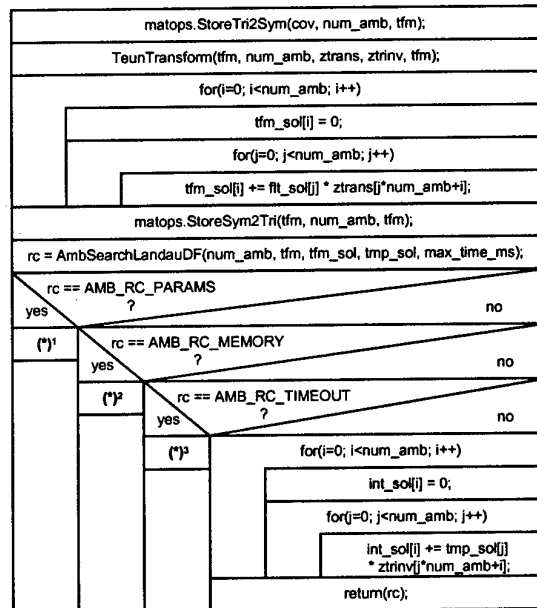 matops.StoreTri2Sym(cov, num_amb, tfm);
TeunTransform(tfm, num_amb, ztrans, ztrinv, tfm);
for(i=0; i<num_amb; i++)
tfm_sol[i] = 0;
for(j=0; j<num_amb; j++)
tfm_sol[i] += flt_sol[j] * ztrans[j*num_amb+i];
matops.StoreSym2Tri(tfm, num_amb, tfm);
rc = AmbSearchLandauDF(num_amb, tfm, tfm_sol, tmp_sol, max_time_ms);
rc == AMB_RC_PARAMS
?
yes
no
(*)¹
rc == AMB_RC_MEMORY
?
yes
no
(*)²
rc == AMB_RC_TIMEOUT
?
yes
no
(*)³
for(i=0; i<num_amb; i++)
int_sol[i] = 0;
for(j=0; j<num_amb; j++)
int_sol[i] += tmp_sol[j]
* ztrinv[j*num_amb+i];
return(rc);